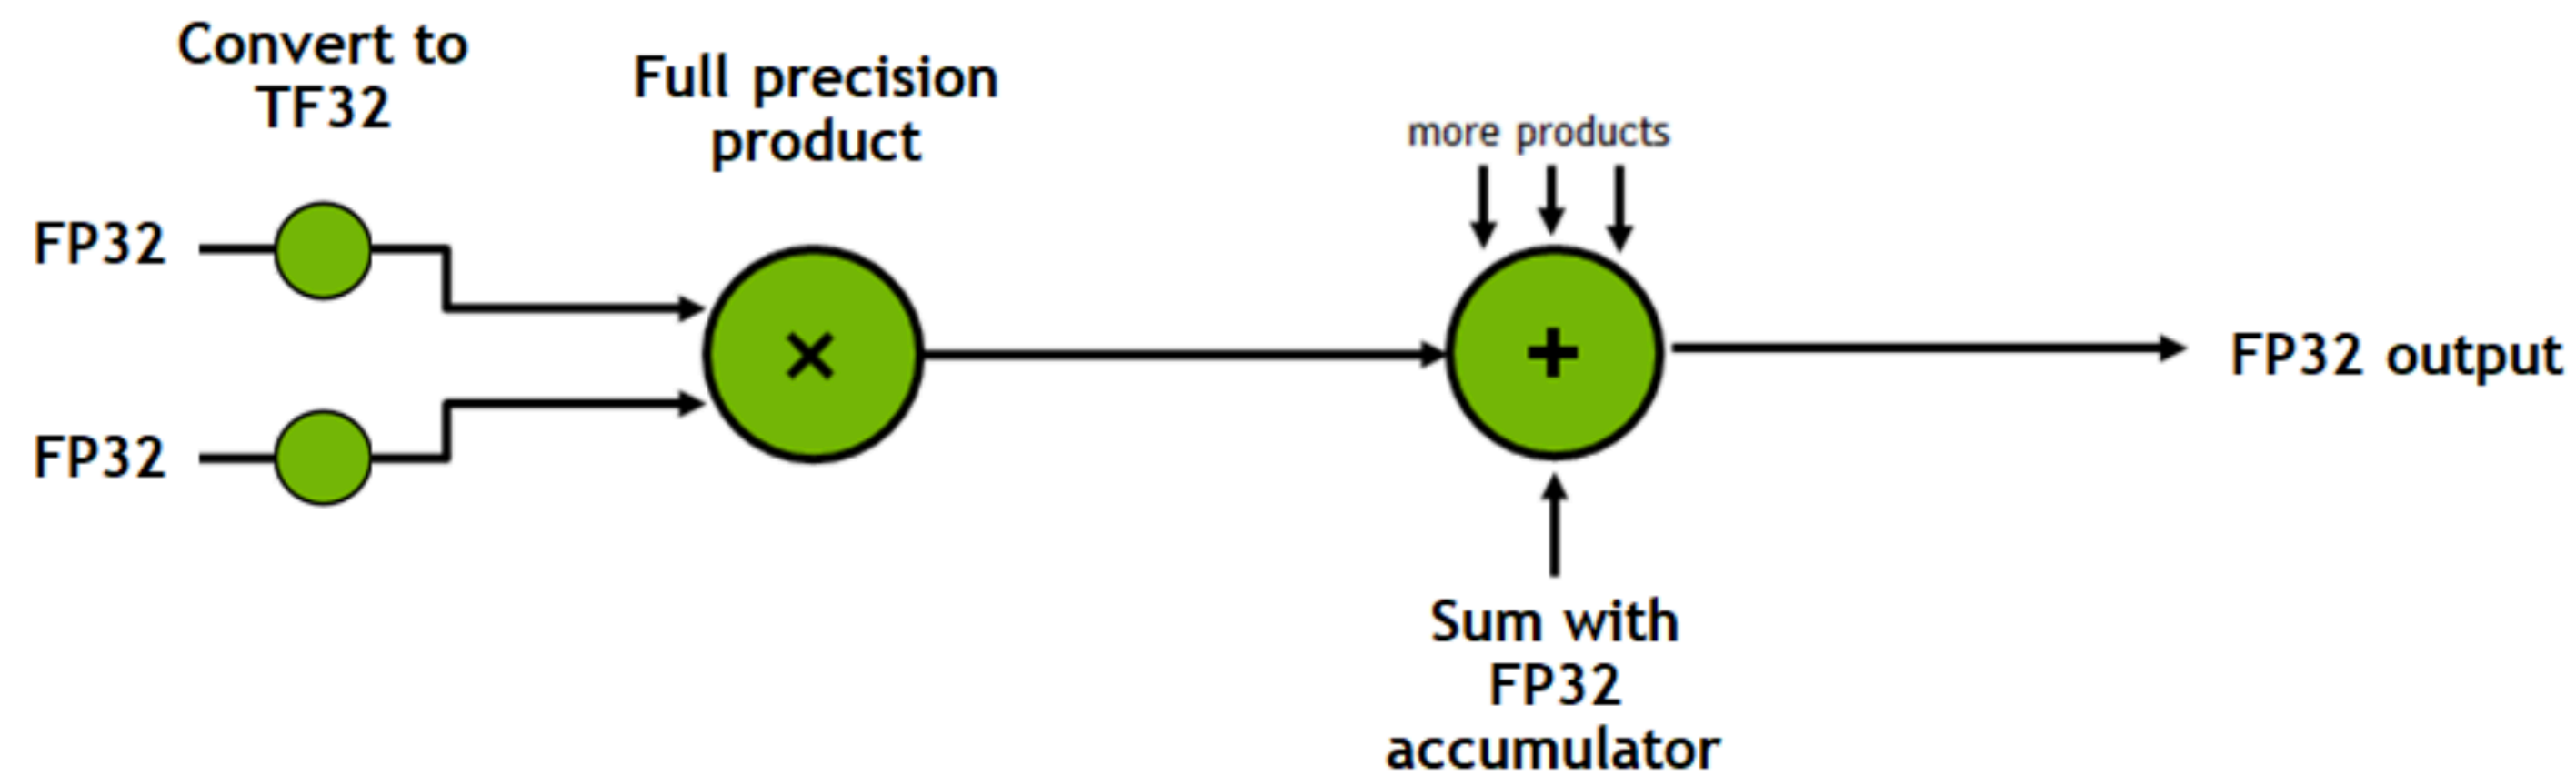 Convert to
TF32
Full precision
product
more products
FP32
×
+
FP32 output
FP32
Sum with
FP32
accumulator